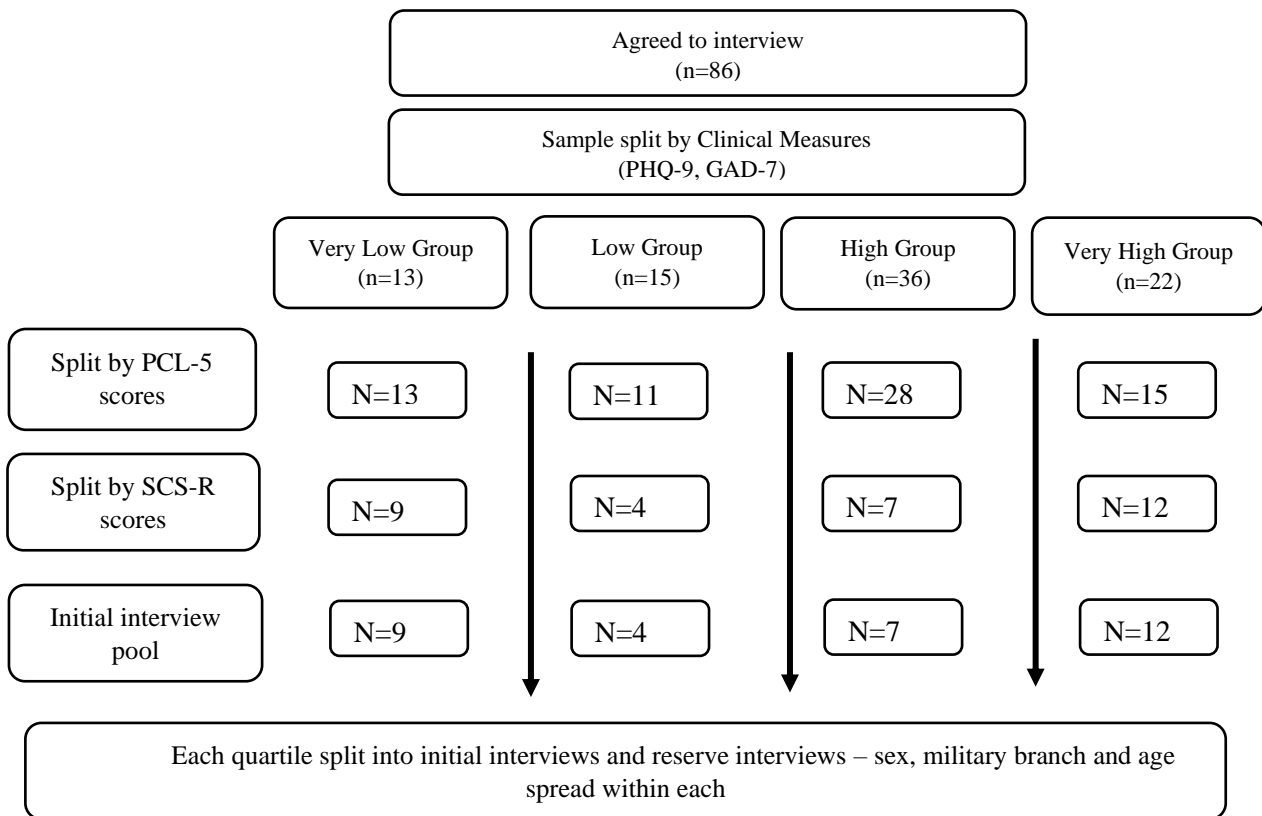 Agreed to interview
(n=86)
Sample split by Clinical Measures
(PHQ-9, GAD-7)
Very Low Group
(n=13)
Low Group
(n=15)
High Group
(n=36)
Very High Group
(n=22)
Split by PCL-5
scores
N=13
N=11
N=28
N=15
Split by SCS-R
scores
N=9
N=4
N=7
N=12
Initial interview
pool
N=9
N=4
N=7
N=12
Each quartile split into initial interviews and reserve interviews – sex, military branch and age
spread within each